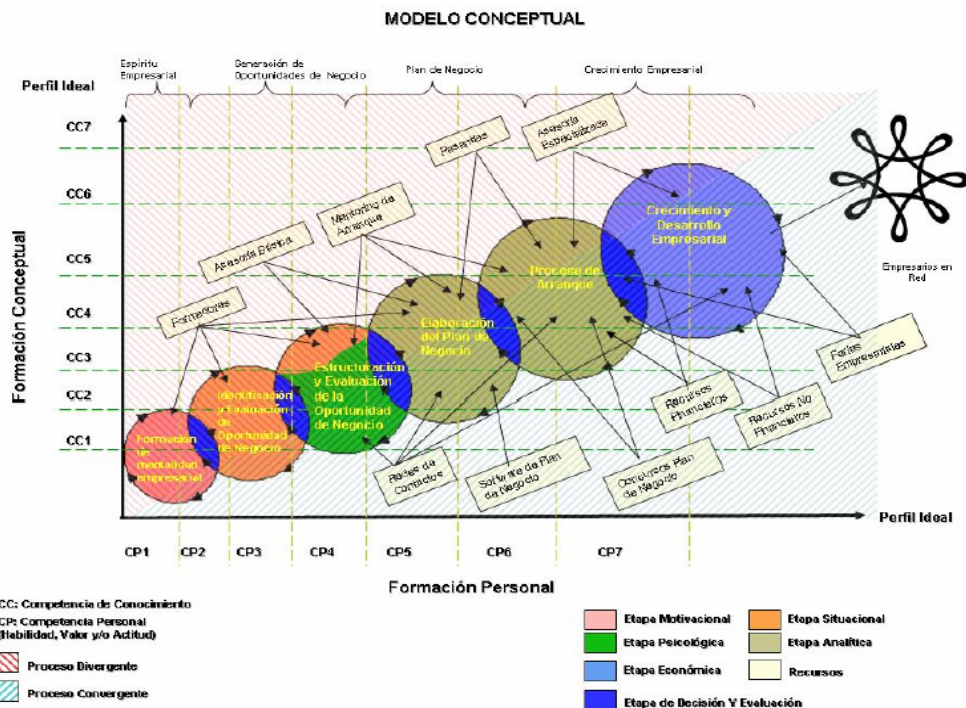 MODELO CONCEPTUAL
Espíritu
Empresarial
Generación de
Oportunidades de Negocio
Plan de Negocio
Crecimiento Empresarial
Perfil Ideal
CC7
CC6
CC5
CC4
CC3
CC2
CC1
Formación Conceptual
Pasantías
Asesoría
Especializada
Mentoring de
Arranque
Asesoría Básica
Formadores
Crecimiento y
Desarrollo
Empresarial
Proceso de
Arranque
Elaboración
del Plan de
Negocio
Estructuración
y Evaluación
de la
Oportunidad
de Negocio
Identificación
y Evaluación
de
Oportunidad
de Negocio
Formación
de
mentalidad
empresarial
Empresarios en
Red
Ferias
Empresariales
Recursos
Financieros
Recursos No
Financieros
Redes de
Contactos
Software de Plan
de Negocio
Concursos Plan
de Negocio
Perfil Ideal
CP1
CP2
CP3
CP4
CP5
CP6
CP7
Formación Personal
CC: Competencia de Conocimiento
CP: Competencia Personal
(Habilidad, Valor y/o Actitud)
Proceso Divergente
Proceso Convergente
Etapa Motivacional
Etapa Situacional
Etapa Psicológica
Etapa Analítica
Etapa Económica
Recursos
Etapa de Decisión Y Evaluación